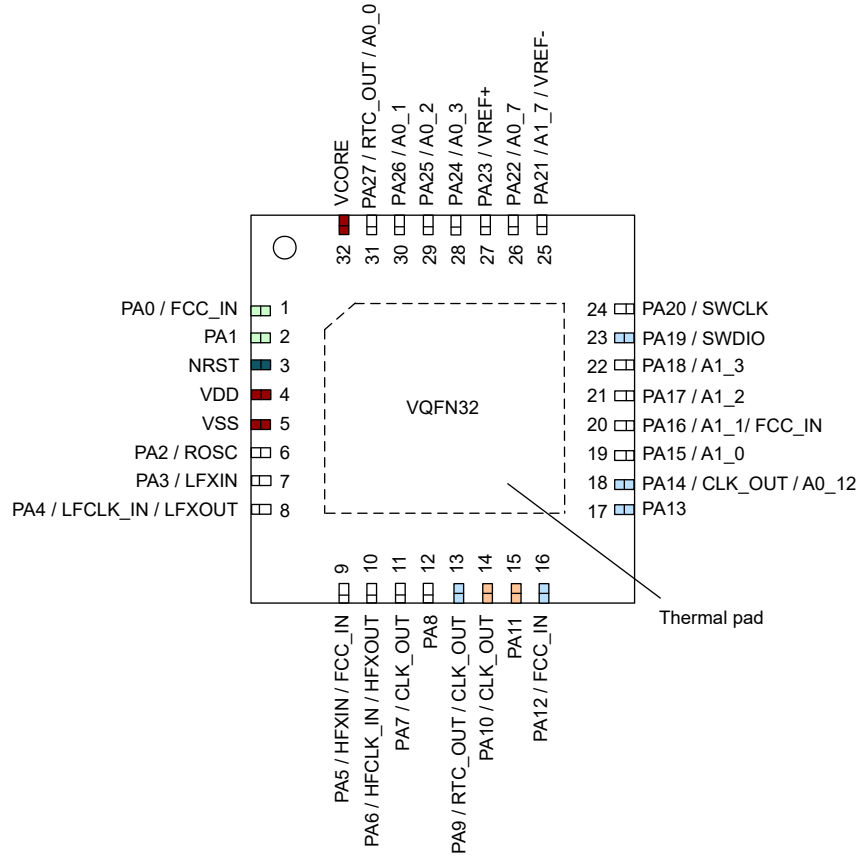 VCORE
PA27 / RTC_OUT / A0_0
PA26 / A0_1
PA25 / A0_2
PA24 / A0_3
PA23 / VREF+
PA22 / A0_7
PA21 / A1_7 / VREF-
32
31
30
29
28
27
26
25
PA0 / FCC_IN
1
PA1
2
NRST
3
VDD
4
VSS
5
PA2 / ROSC
6
PA3 / LFXIN
7
PA4 / LFCLK_IN / LFXOUT
8
VQFN32
24
PA20 / SWCLK
23
PA19 / SWDIO
22
PA18 / A1_3
21
PA17 / A1_2
20
PA16 / A1_1/ FCC_IN
19
PA15 / A1_0
18
PA14 / CLK_OUT / A0_12
17
PA13
9
10
11
12
13
14
15
16
PA5 / HFXIN / FCC_IN
PA6 / HFCLK_IN / HFXOUT
PA7 / CLK_OUT
PA8
PA9 / RTC_OUT / CLK_OUT
PA10 / CLK_OUT
PA11
PA12 / FCC_IN
Thermal pad